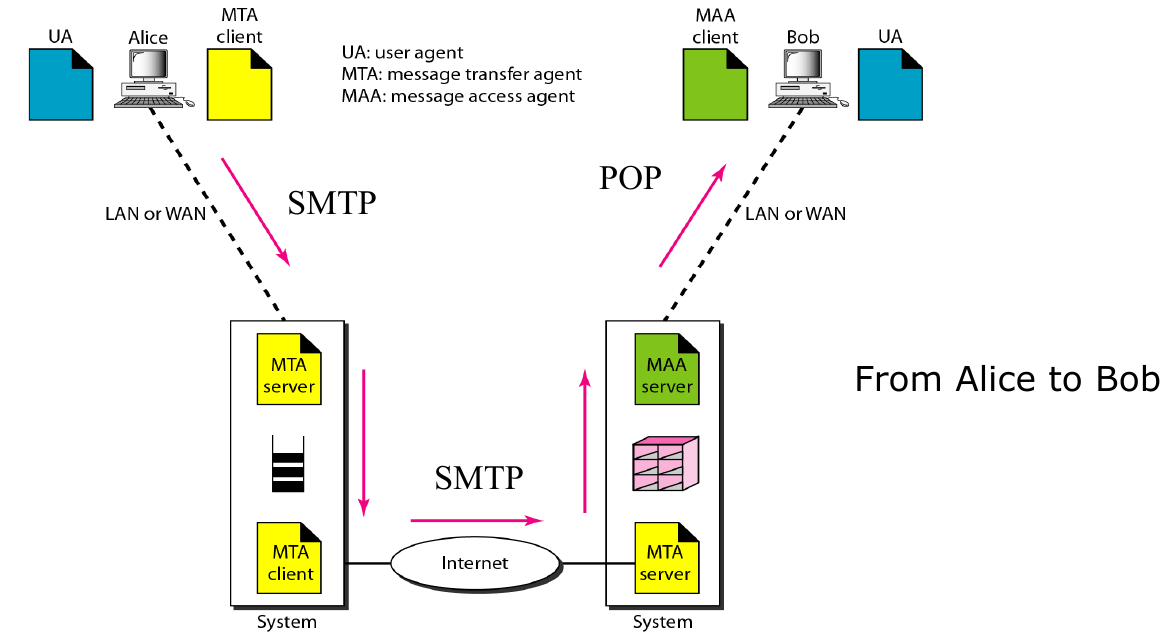 UA
Alice
MTA
client
UA: user agent
MTA: message transfer agent
MAA: message access agent
MAA
client
Bob
UA
SMTP
POP
LAN or WAN
LAN or WAN
MTA
server
MAA
server
From Alice to Bob
SMTP
MTA
client
Internet
MTA
server
System
System